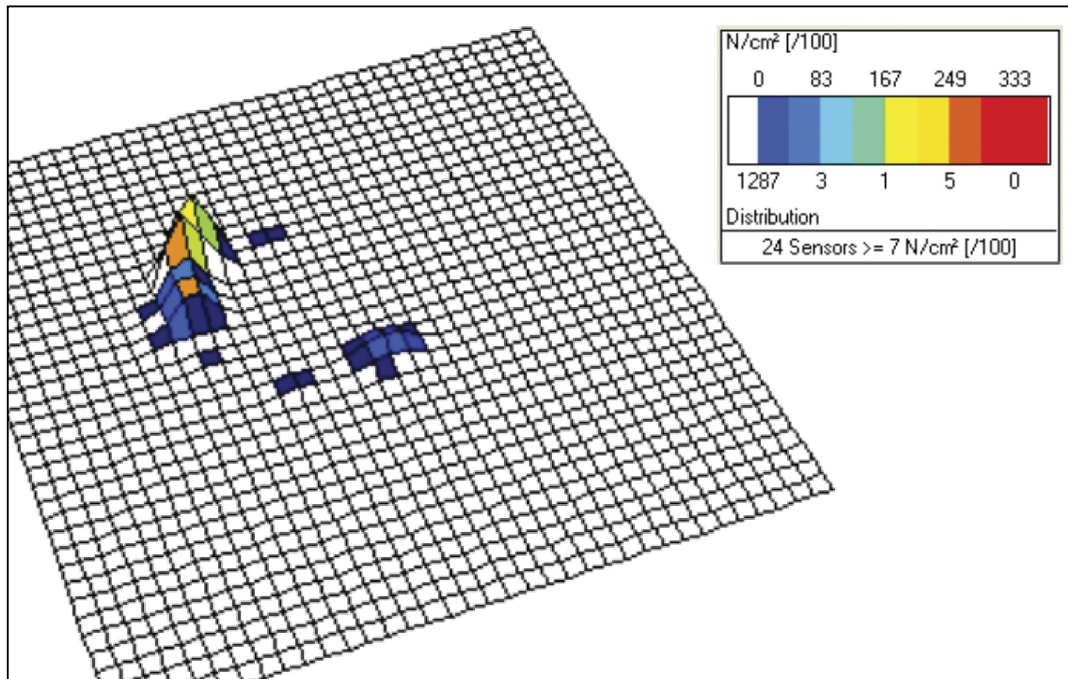 N/cm² [/100]
0 83 167 249 333
1287 3 1 5 0
Distribution
24 Sensors >= 7 N/cm² [/100]